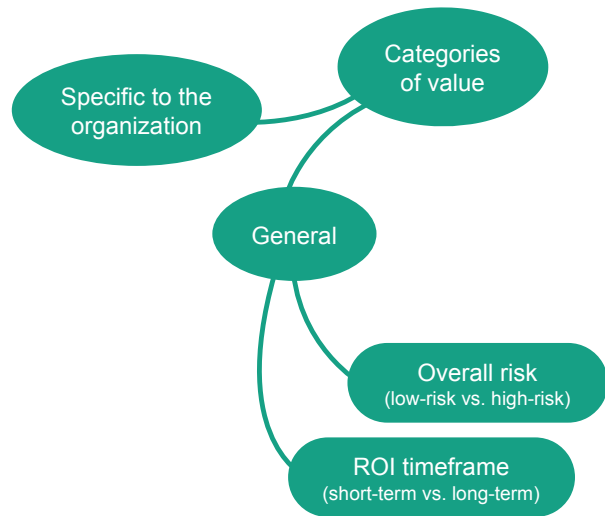 Categories
of value
Specific to the
organization
General
Overall risk
(low-risk vs. high-risk)
ROI timeframe
(short-term vs. long-term)